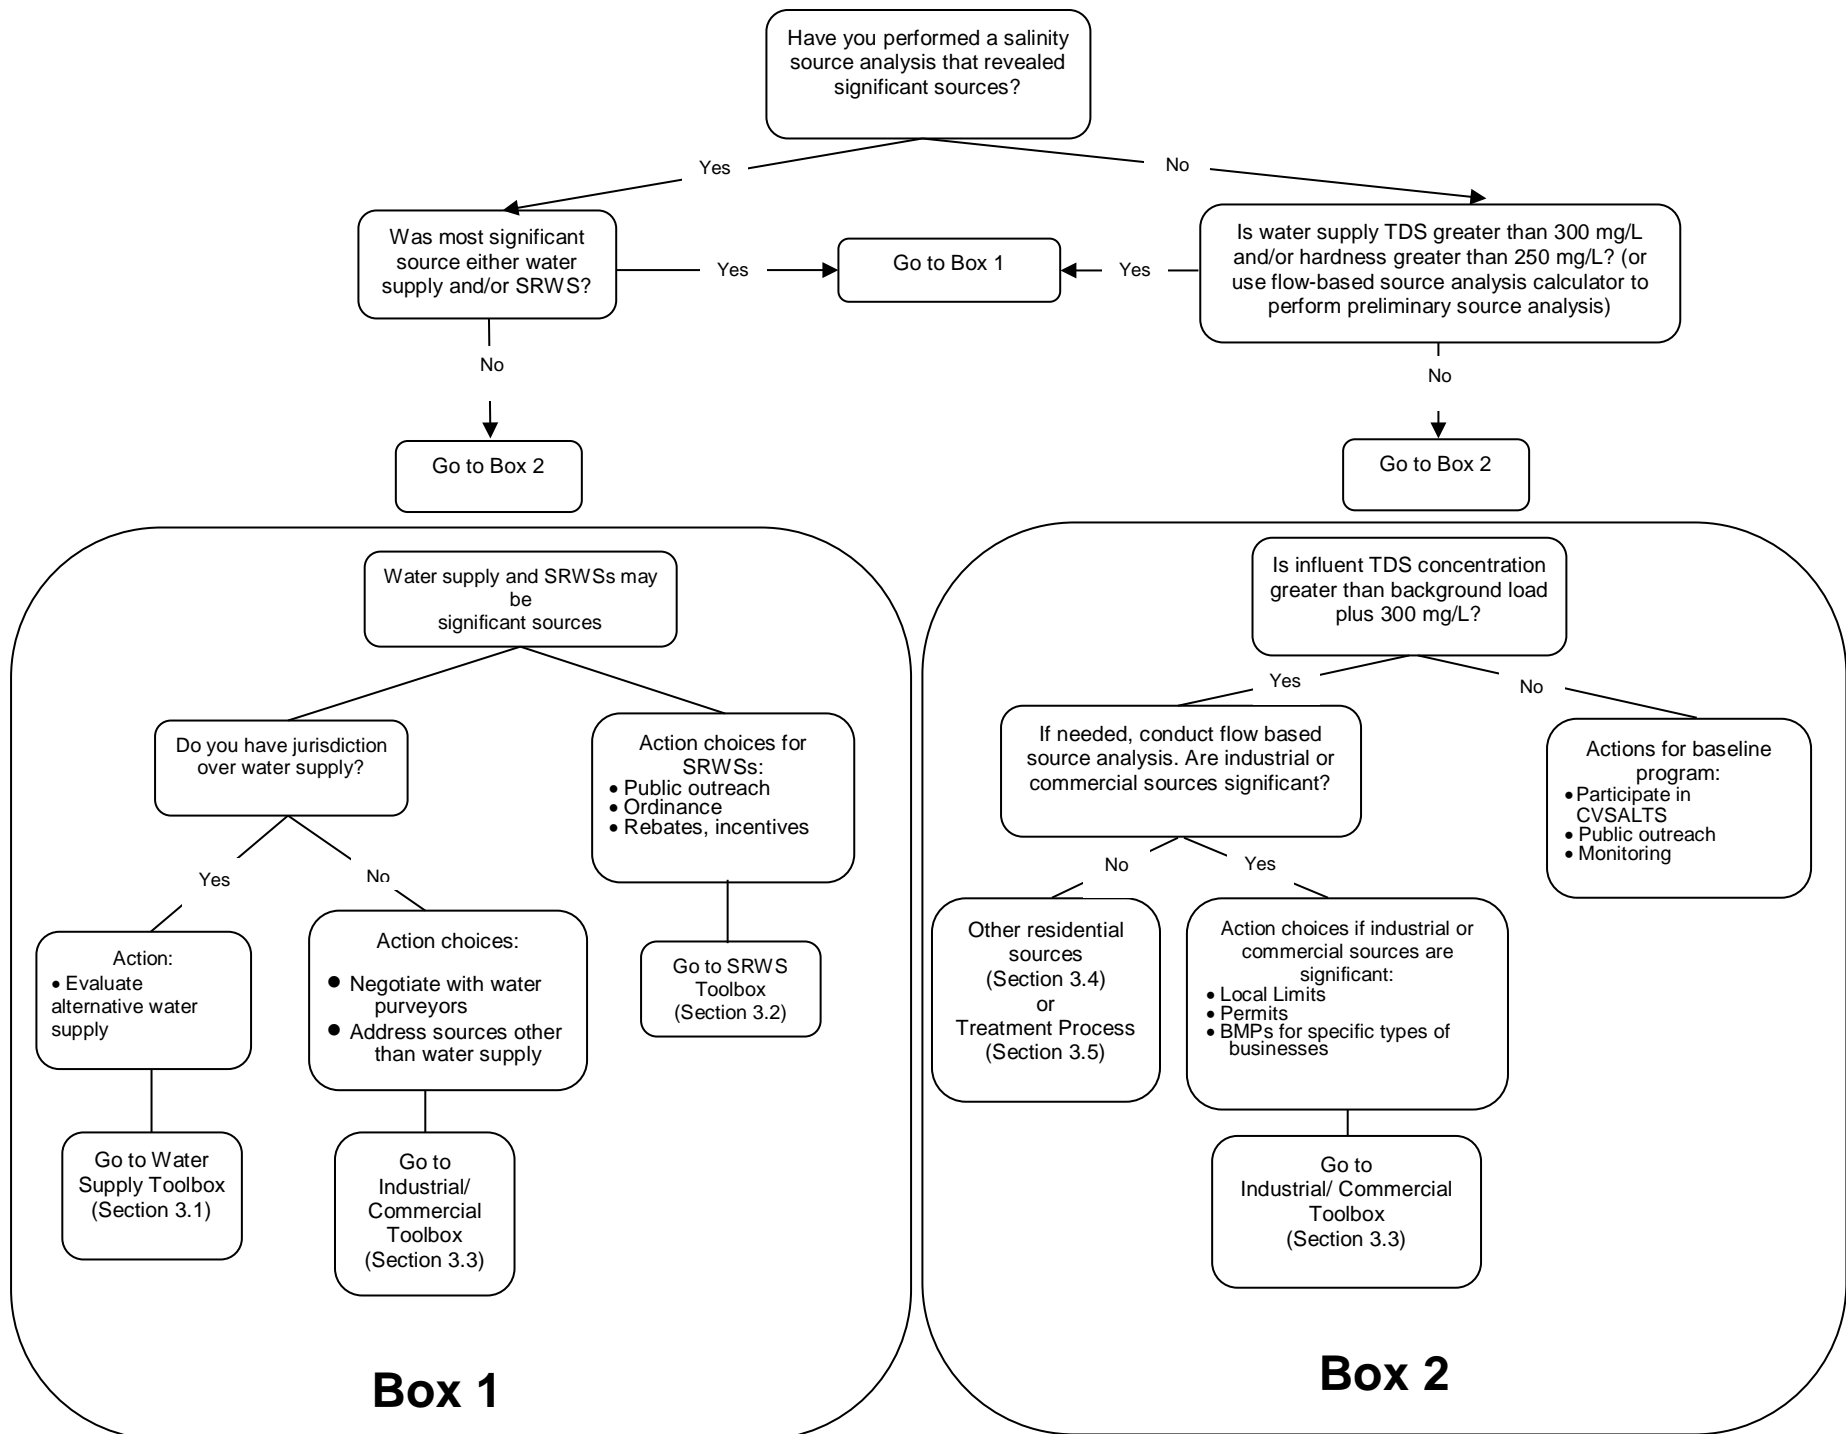 Have you performed a salinity
source analysis that revealed
significant sources?
Yes
No
Was most significant
source either water
supply and/or SRWS?
Yes
Go to Box 1
Yes
Is water supply TDS greater than 300 mg/L
and/or hardness greater than 250 mg/L? (or
use flow-based source analysis calculator to
perform preliminary source analysis)
No
No
Go to Box 2
Go to Box 2
Water supply and SRWSs may
be
significant sources
Do you have jurisdiction
over water supply?
Action choices for
SRWSs:
• Public outreach
• Ordinance
• Rebates, incentives
Yes
No
Action:
• Evaluate
alternative water
supply
Action choices:
● Negotiate with water
purveyors
● Address sources other
than water supply
Go to SRWS
Toolbox
(Section 3.2)
Go to Water
Supply Toolbox
(Section 3.1)
Go to
Industrial/
Commercial
Toolbox
(Section 3.3)
Box 1
Is influent TDS concentration
greater than background load
plus 300 mg/L?
Yes
No
If needed, conduct flow based
source analysis. Are industrial or
commercial sources significant?
Actions for baseline
program:
• Participate in
CVSALTS
• Public outreach
• Monitoring
No
Yes
Other residential
sources
(Section 3.4)
or
Treatment Process
(Section 3.5)
Action choices if industrial or
commercial sources are
significant:
• Local Limits
• Permits
• BMPs for specific types of
businesses
Go to
Industrial/ Commercial
Toolbox
(Section 3.3)
Box 2